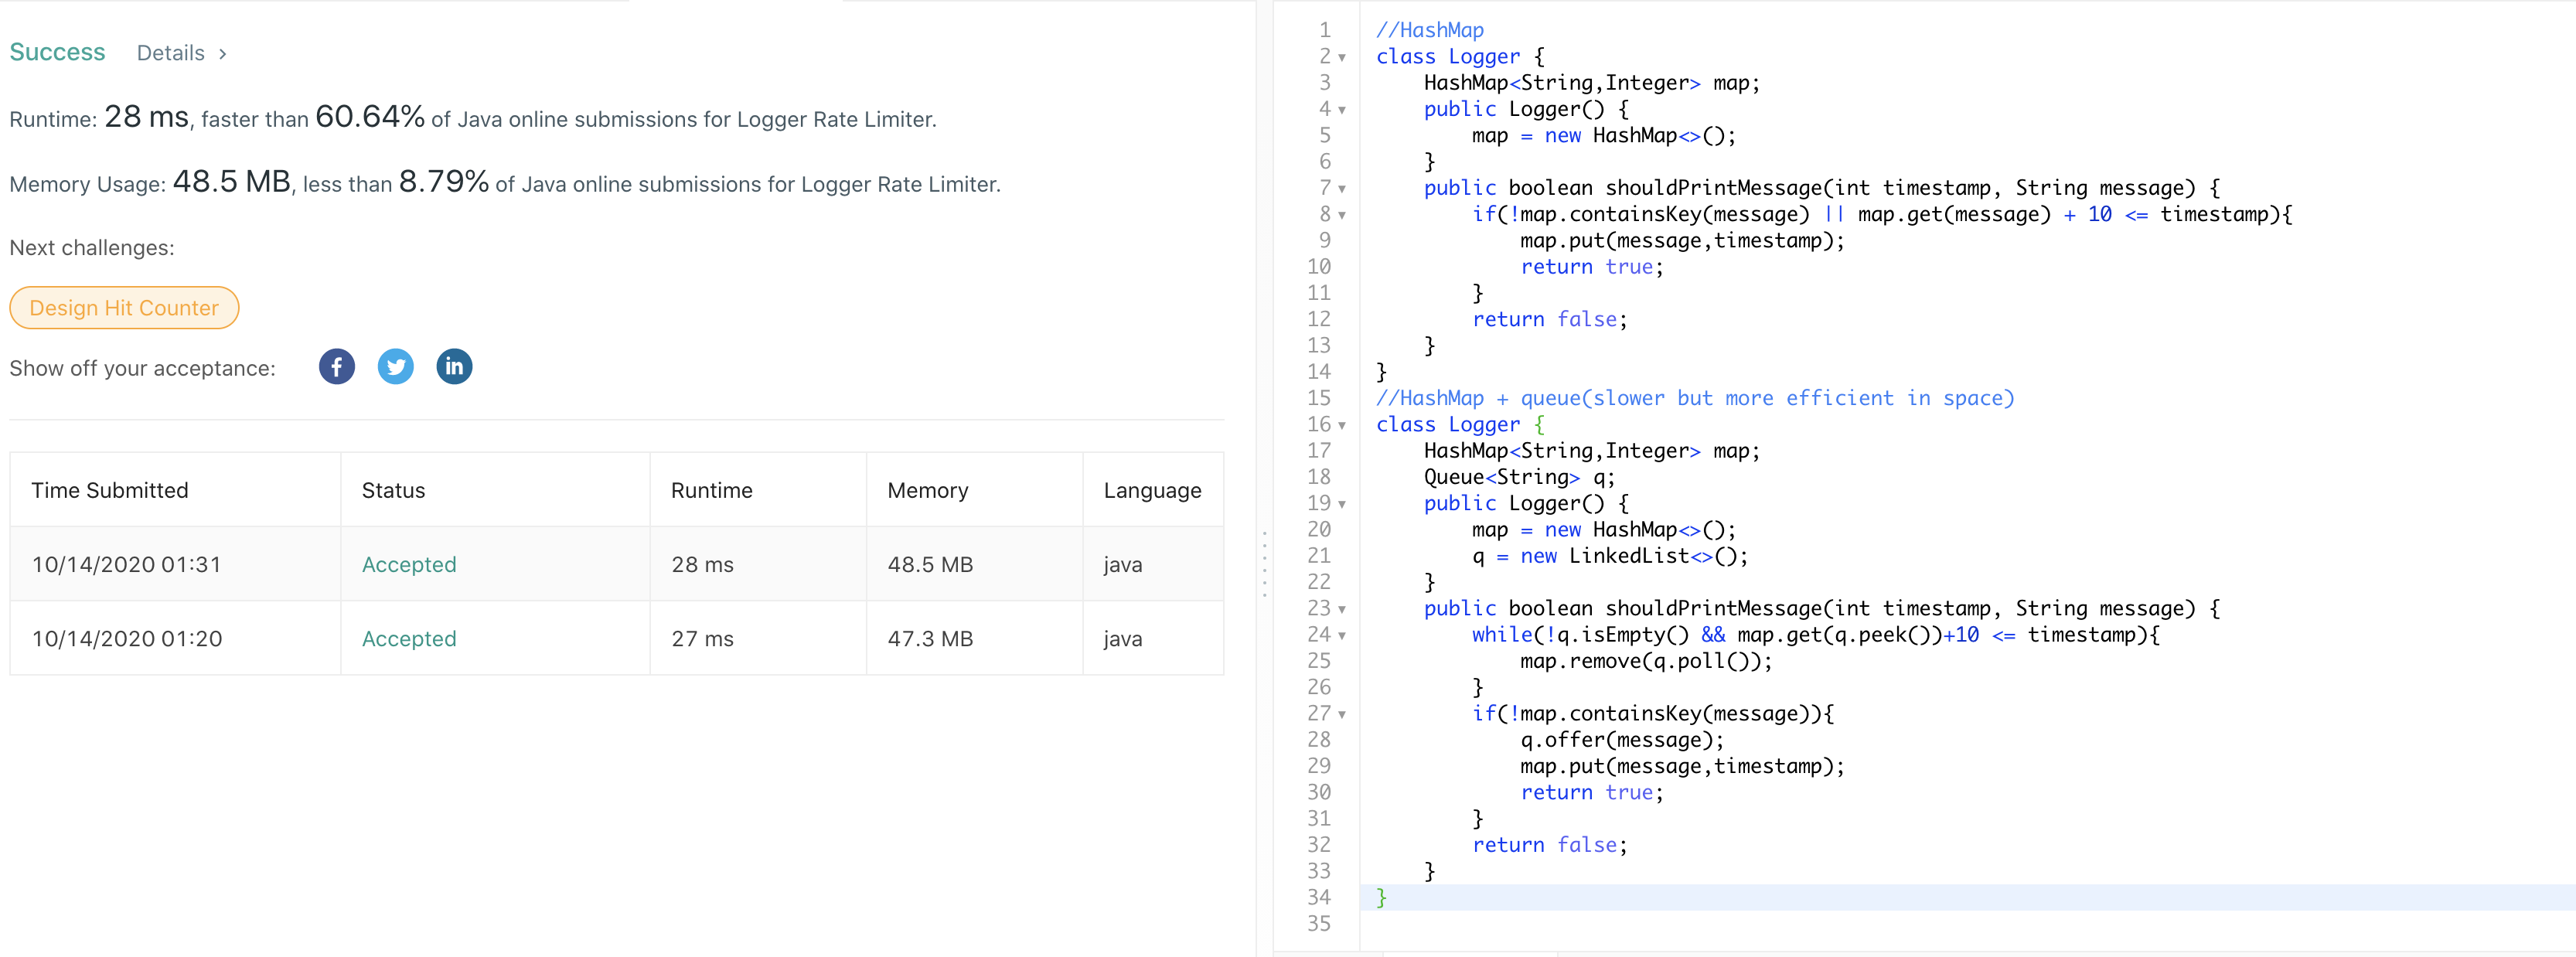 Success Details >
Runtime: 28 ms, faster than 60.64% of Java online submissions for Logger Rate Limiter.
Memory Usage: 48.5 MB, less than 8.79% of Java online submissions for Logger Rate Limiter.
Next challenges:
Design Hit Counter
Show off your acceptance: f in
Time Submitted Status Runtime Memory Language
10/14/2020 01:31 Accepted 28 ms 48.5 MB java
10/14/2020 01:20 Accepted 27 ms 47.3 MB java
1 //HashMap
2 class Logger {
3     HashMap<String,Integer> map;
4     public Logger() {
5         map = new HashMap<>();
6     }
7     public boolean shouldPrintMessage(int timestamp, String message) {
8         if(!map.containsKey(message) || map.get(message) + 10 <= timestamp){
9             map.put(message,timestamp);
10             return true;
11         }
12         return false;
13     }
14 }
15 //HashMap + queue(slower but more efficient in space)
16 class Logger {
17     HashMap<String,Integer> map;
18     Queue<String> q;
19     public Logger() {
20         map = new HashMap<>();
21         q = new LinkedList<>();
22     }
23     public boolean shouldPrintMessage(int timestamp, String message) {
24         while(!q.isEmpty() && map.get(q.peek())+10 <= timestamp){
25             map.remove(q.poll());
26         }
27         if(!map.containsKey(message)){
28             q.offer(message);
29             map.put(message,timestamp);
30             return true;
31         }
32         return false;
33     }
34 }
35